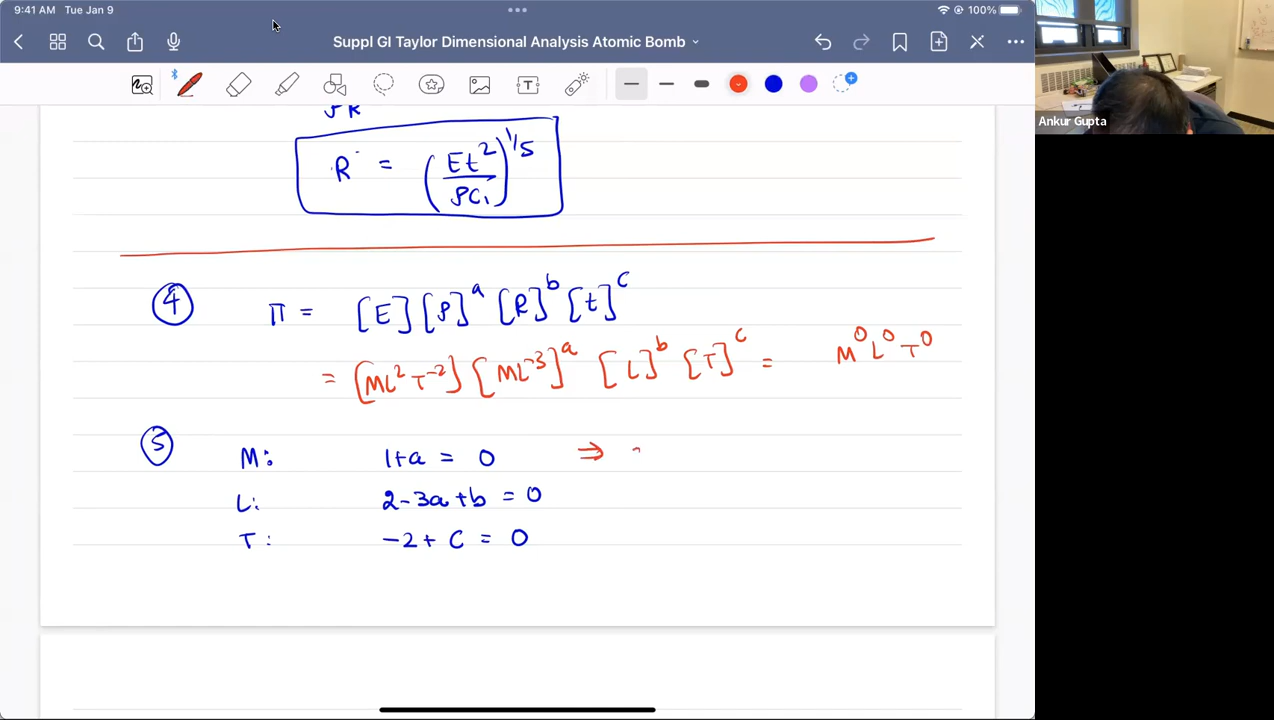 9:41 AM Tue Jan 9
100%
Suppl GI Taylor Dimensional Analysis Atomic Bomb
Ankur Gupta
ρR
R = (Et²/ρC₁)^1/5
④ Π = [E][ρ]^a [R]^b [t]^c
= [ML²T⁻²][ML⁻³]^a [L]^b [T]^c = M⁰L⁰T⁰
⑤ M: 1+a = 0 ⇒
L: 2-3a+b = 0
T: -2+c = 0